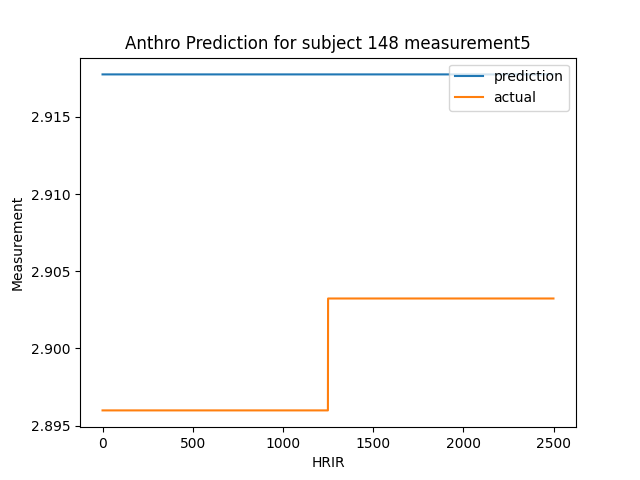 Anthro Prediction for subject 148 measurement5
prediction
actual
2.915
2.910
2.905
2.900
2.895
Measurement
0 500 1000 1500 2000 2500
HRIR